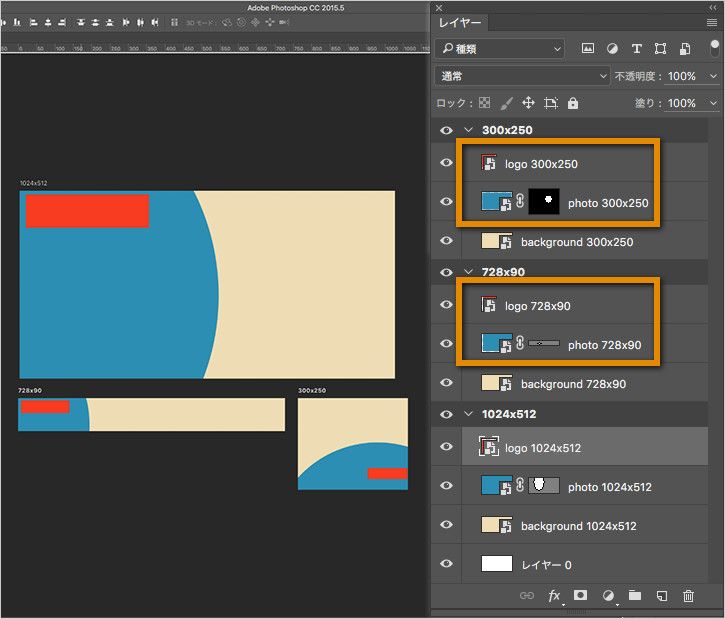 Adobe Photoshop CC 2015.5
3D モード:
レイヤー
種類
通常
不透明度: 100%
ロック:
塗り: 100%
300x250
logo 300x250
photo 300x250
background 300x250
728x90
logo 728x90
photo 728x90
background 728x90
1024x512
logo 1024x512
photo 1024x512
background 1024x512
レイヤー 0
fx
1024x512
728x90
300x250